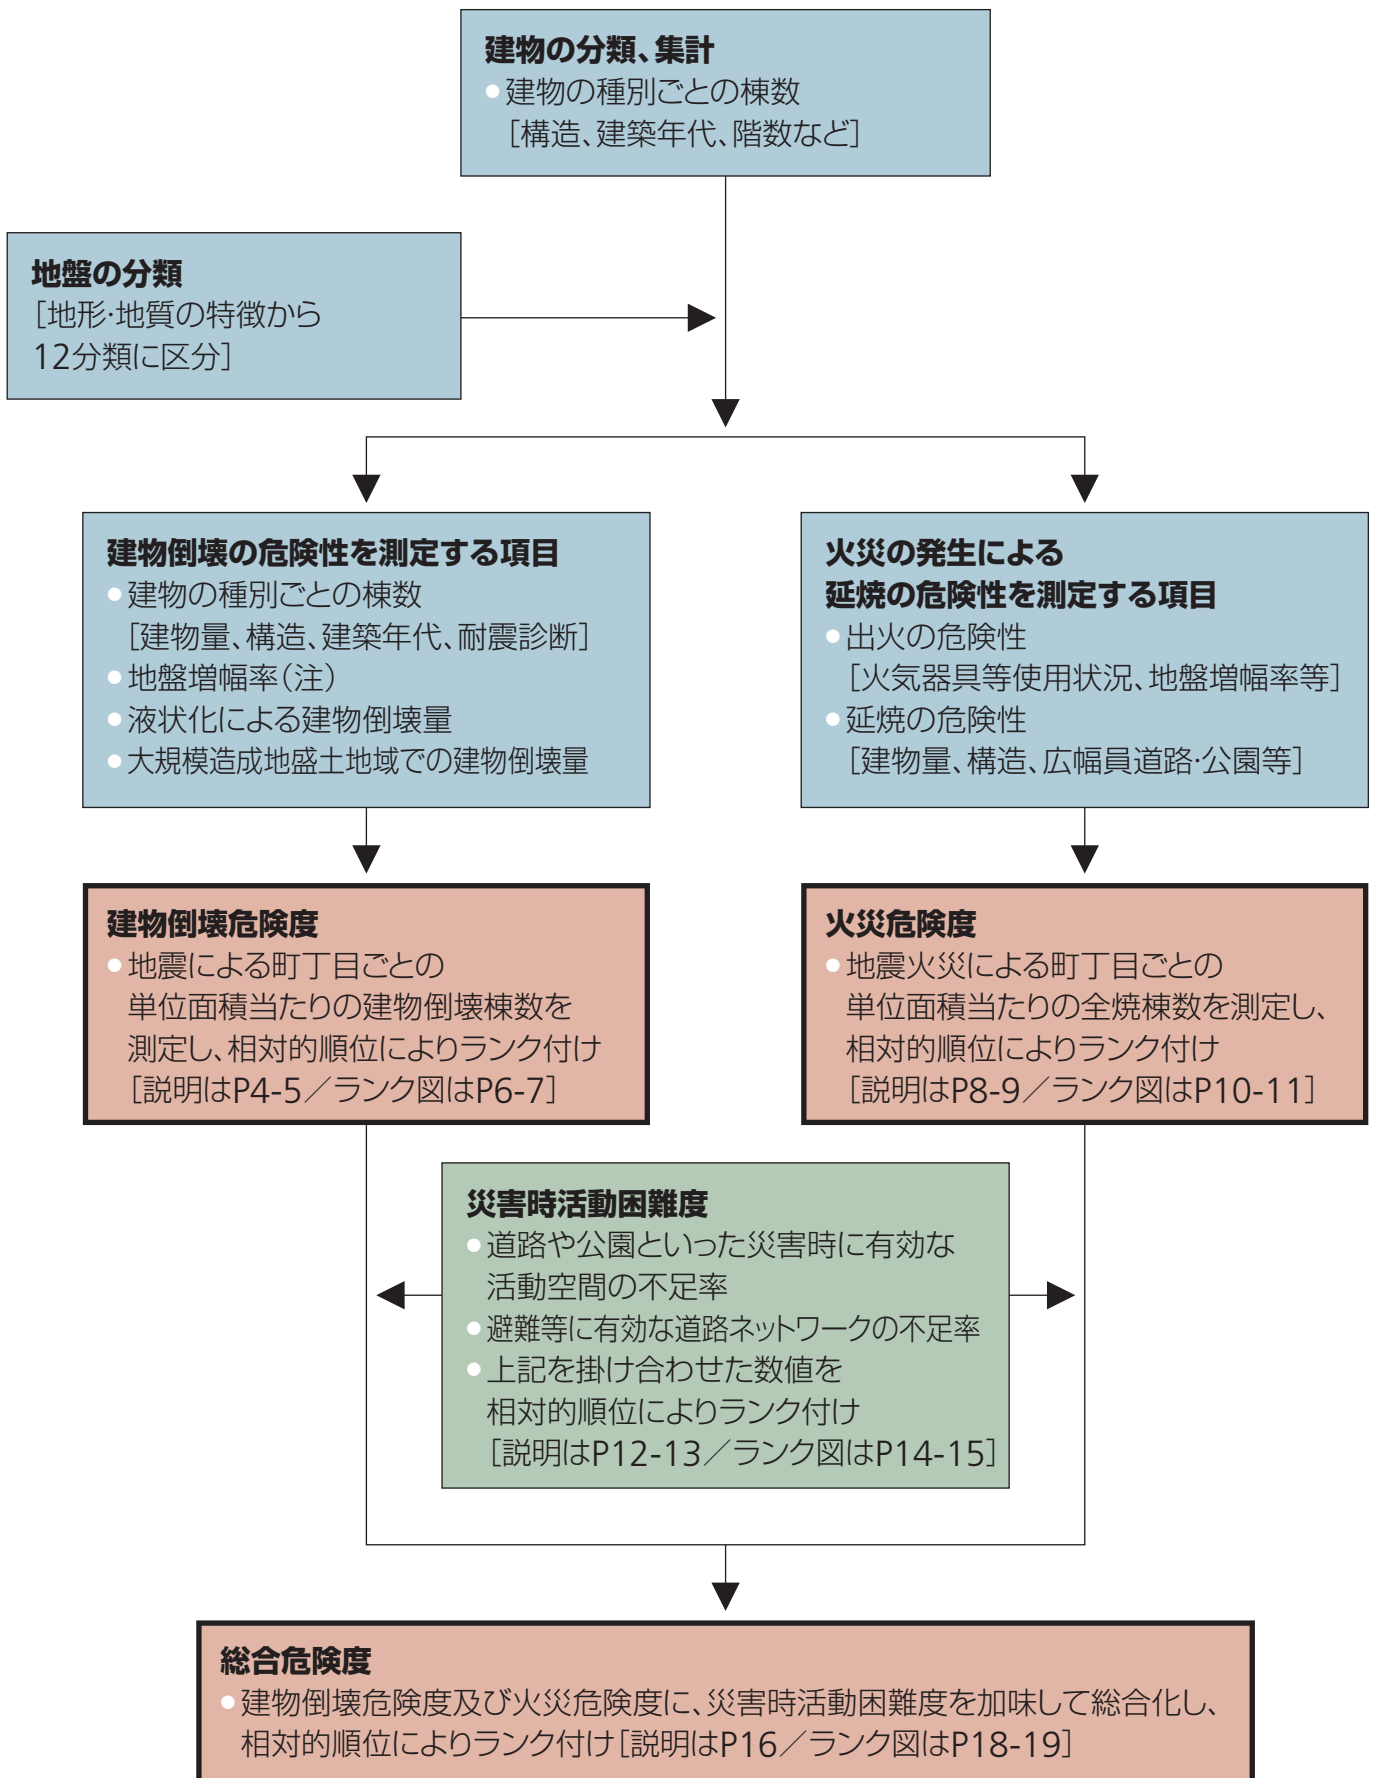 建物の分類、集計
●建物の種別ごとの棟数
[構造、建築年代、階数など]
地盤の分類
[地形・地質の特徴から
12分類に区分]
建物倒壊の危険性を測定する項目
●建物の種別ごとの棟数
[建物量、構造、建築年代、耐震診断]
●地盤増幅率(注)
●液状化による建物倒壊量
●大規模造成地盛土地域での建物倒壊量
火災の発生による
延焼の危険性を測定する項目
●出火の危険性
[火気器具等使用状況、地盤増幅率等]
●延焼の危険性
[建物量、構造、広幅員道路・公園等]
建物倒壊危険度
●地震による町丁目ごとの
単位面積当たりの建物倒壊棟数を
測定し、相対的順位によりランク付け
[説明はP4-5/ランク図はP6-7]
火災危険度
●地震火災による町丁目ごとの
単位面積当たりの全焼棟数を測定し、
相対的順位によりランク付け
[説明はP8-9/ランク図はP10-11]
災害時活動困難度
●道路や公園といった災害時に有効な
活動空間の不足率
●避難等に有効な道路ネットワークの不足率
●上記を掛け合わせた数値を
相対的順位によりランク付け
[説明はP12-13/ランク図はP14-15]
総合危険度
●建物倒壊危険度及び火災危険度に、災害時活動困難度を加味して総合化し、
相対的順位によりランク付け[説明はP16/ランク図はP18-19]